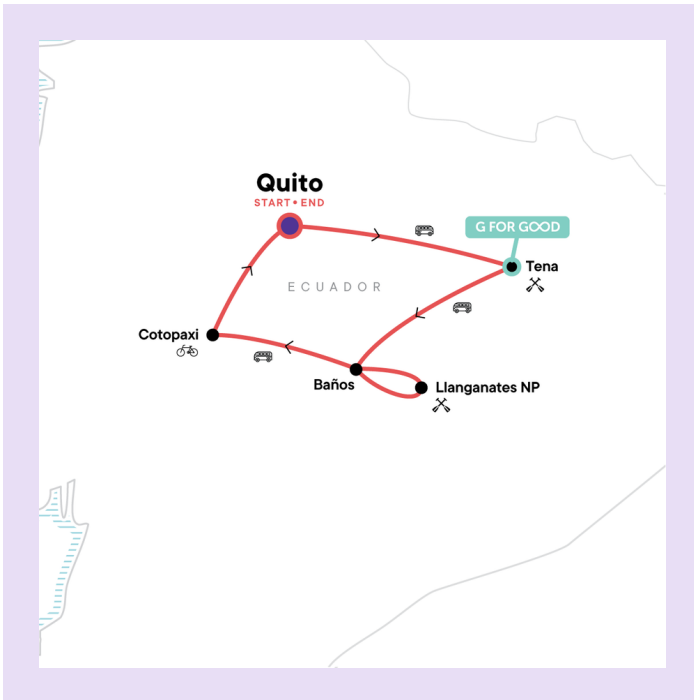 Quito
START • END
G FOR GOOD
Tena
ECUADOR
Cotopaxi
Baños
Llanganates NP